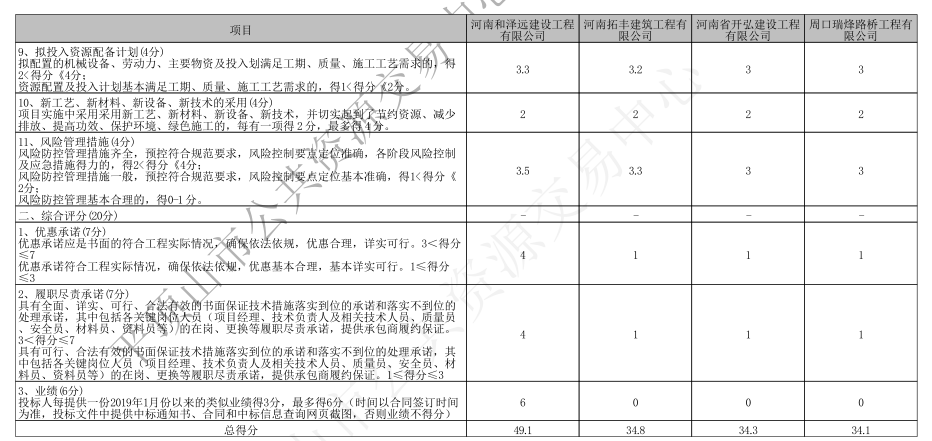 项目 河南和泽远建设工程有限公司 河南拓丰建筑工程有限公司 河南省开弘建设工程有限公司 周口瑞烽路桥工程有限公司
9、拟投入资源配备计划(4分)
拟配置的机械设备、劳动力、主要物资及投入划满足工期、质量、施工工艺需求的，得
2<得分《4分；
资源配置及投入计划基本满足工期、质量、施工工艺需求的，得1<得分《2分。
3.3 3.2 3 3
10、新工艺、新材料、新设备、新技术的采用(4分)
项目实施中采用采用新工艺、新材料、新设备、新技术，并切实起到了节约资源、减少
排放、提高功效、保护环境、绿色施工的，每有一项得2分，最多得4分。
2 2 2 2
11、风险管理措施(4分)
风险防控管理措施齐全，预控符合规范要求，风险控制要点定位准确，各阶段风险控制
及应急措施得力的，得2<得分《4分；
风险防控管理措施一般，预控符合规范要求，风险控制要点定位基本准确，得1<得分《
2分；
风险防控管理基本合理的，得0-1分。
3.5 3.3 3 3
二、综合评分(20分) – – – –
1、优惠承诺(7分)
优惠承诺应是书面的符合工程实际情况，确保依法依规，优惠合理，详实可行。3<得分
≤7
优惠承诺符合工程实际情况，确保依法依规，优惠基本合理，基本详实可行。1≤得分
≤3
4 1 1 1
2、履职尽责承诺(7分)
具有全面、详实、可行、合法有效的书面保证技术措施落实到位的承诺和落实不到位的
处理承诺，其中包括各关键岗位人员（项目经理、技术负责人及相关技术人员、质量员
、安全员、材料员、资料员等)）的在岗、更换等履职尽责承诺，提供承包商履约保证。
3<得分≤7
具有可行、合法有效的书面保证技术措施落实到位的承诺和落实不到位的处理承诺，其
中包括各关键岗位人员（项目经理、技术负责人及相关技术人员、质量员、安全员、材
料员、资料员等）的在岗、更换等履职尽责承诺，提供承包商履约保证。1≤得分≤3
4 1 1 1
3、业绩(6分)
投标人每提供一份2019年1月份以来的类似业绩得3分，最多得6分（时间以合同签订时间
为准，投标文件中提供中标通知书、合同和中标信息查询网页截图，否则业绩不得分）
6 0 0 0
总得分 49.1 34.8 34.3 34.1
平顶山市公共资源交易中心
共资源交易中心